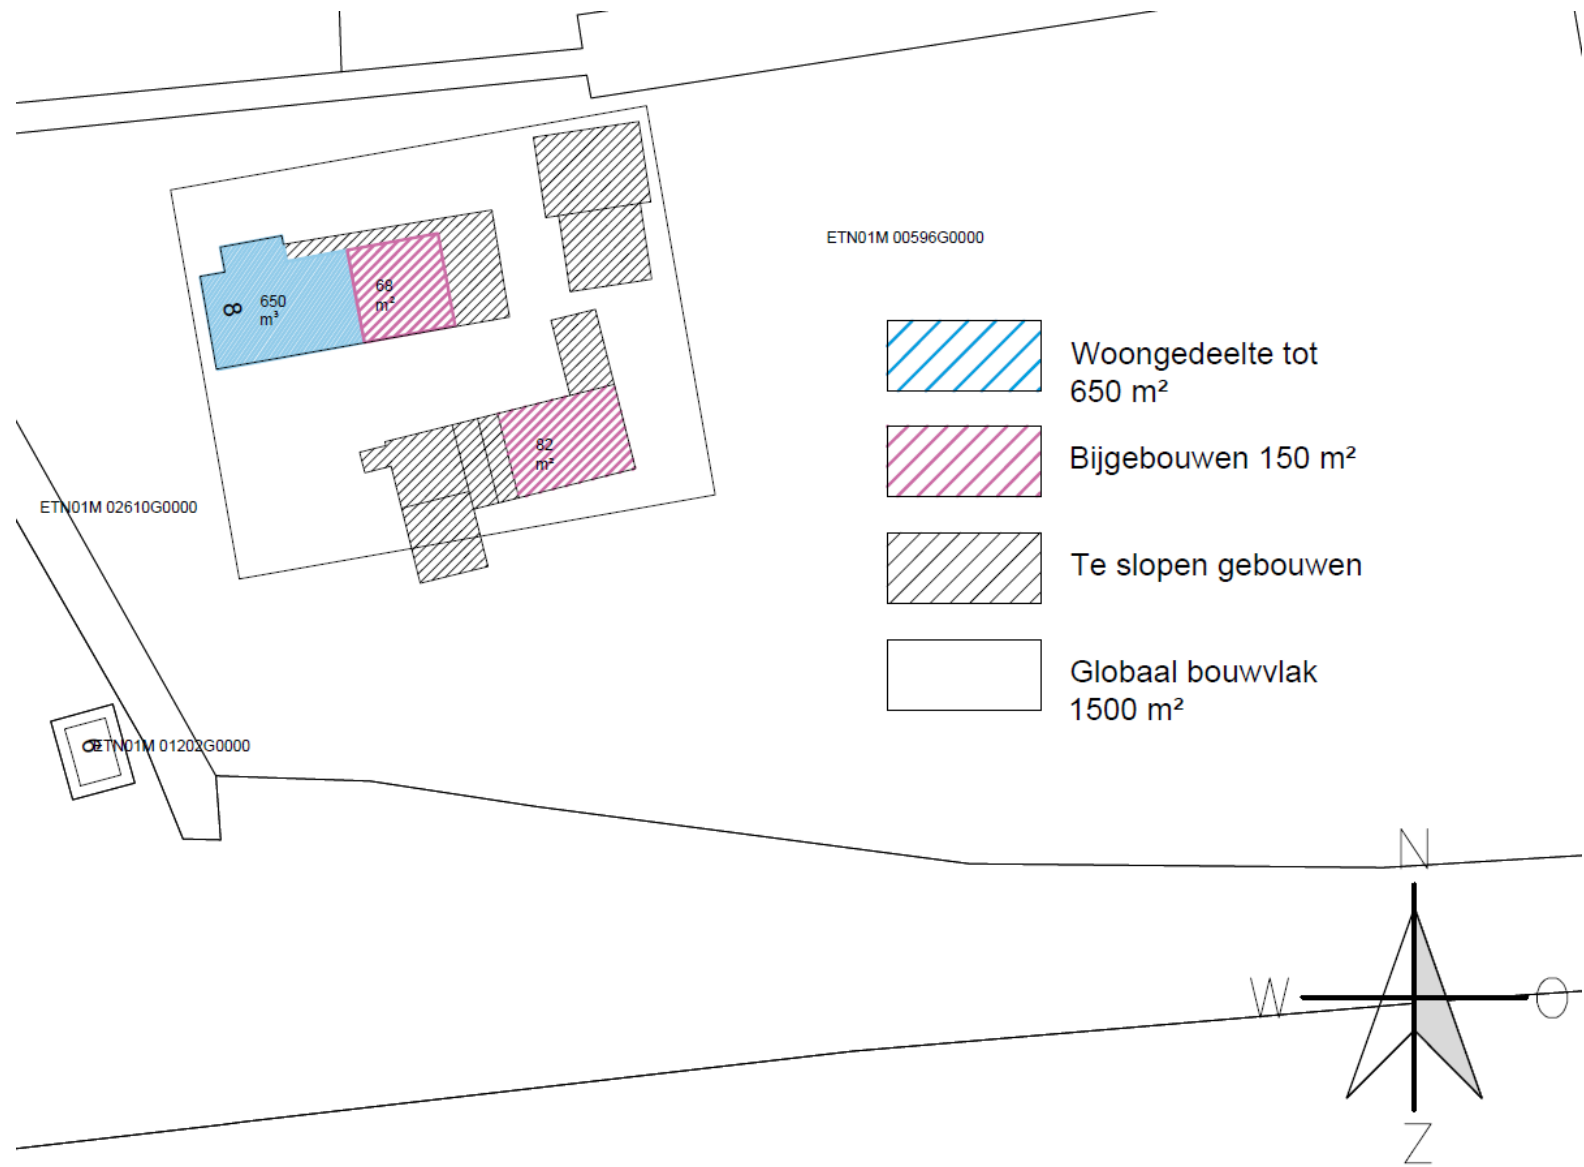 ETN01M 00596G0000
8
650
m³
68
m²
82
m²
ETN01M 02610G0000
6
ETN01M 01202G0000
Woongedeelte tot
650 m²
Bijgebouwen 150 m²
Te slopen gebouwen
Globaal bouwvlak
1500 m²
N
W
O
Z